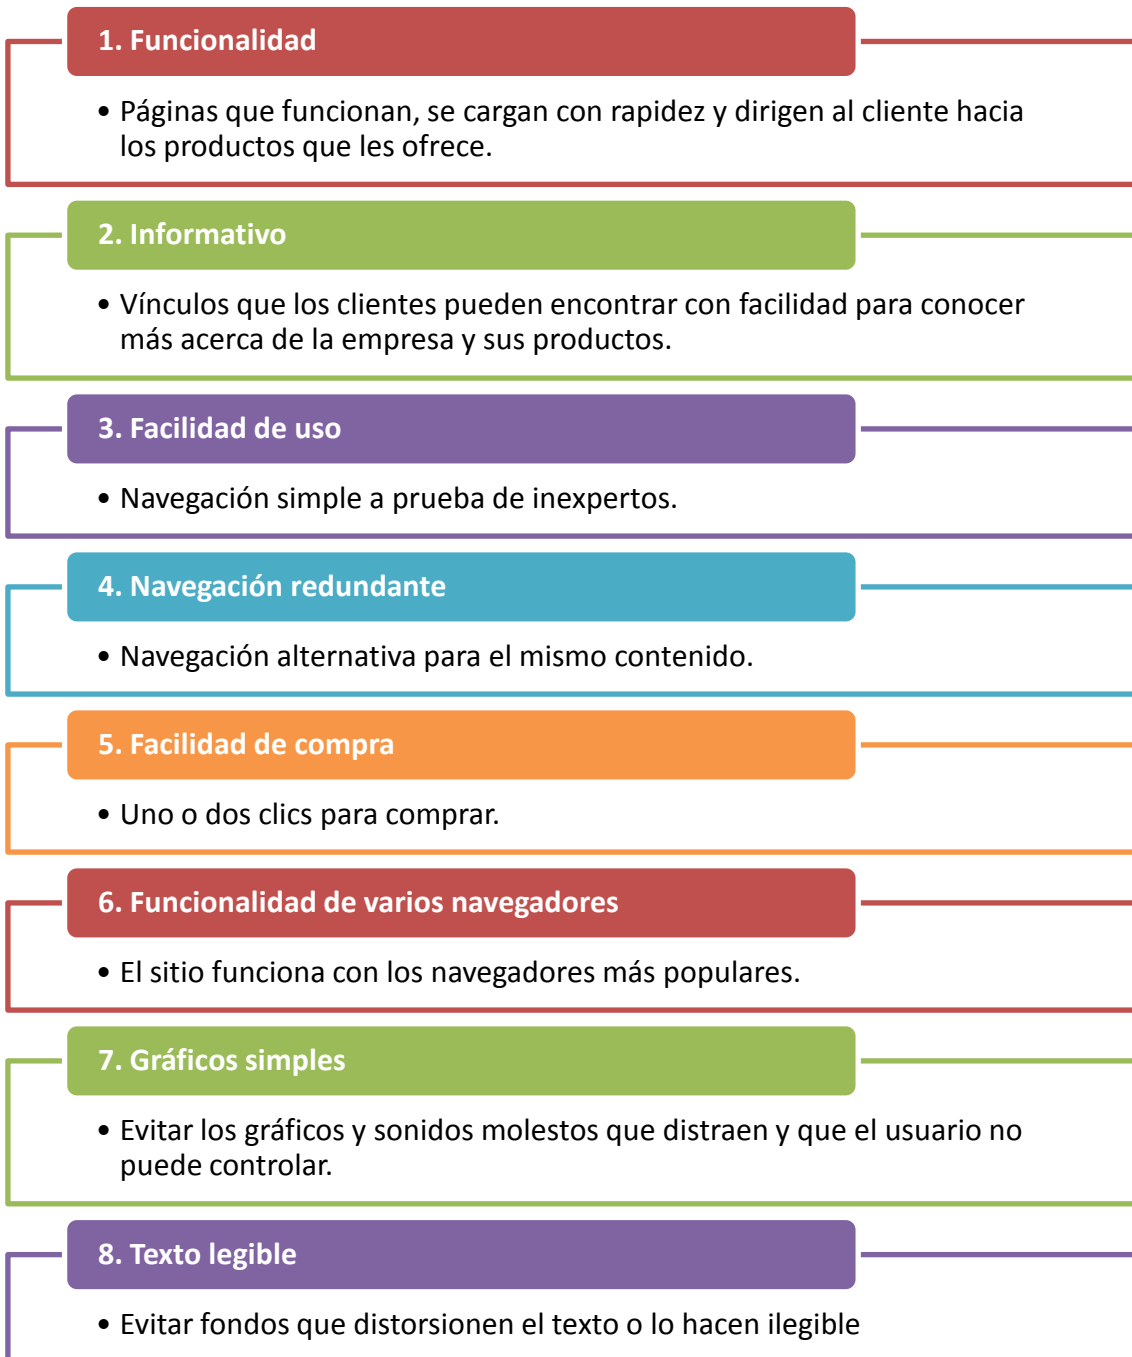 1. Funcionalidad
• Páginas que funcionan, se cargan con rapidez y dirigen al cliente hacia
los productos que les ofrece.
2. Informativo
• Vínculos que los clientes pueden encontrar con facilidad para conocer
más acerca de la empresa y sus productos.
3. Facilidad de uso
• Navegación simple a prueba de inexpertos.
4. Navegación redundante
• Navegación alternativa para el mismo contenido.
5. Facilidad de compra
• Uno o dos clics para comprar.
6. Funcionalidad de varios navegadores
• El sitio funciona con los navegadores más populares.
7. Gráficos simples
• Evitar los gráficos y sonidos molestos que distraen y que el usuario no
puede controlar.
8. Texto legible
• Evitar fondos que distorsionen el texto o lo hacen ilegible